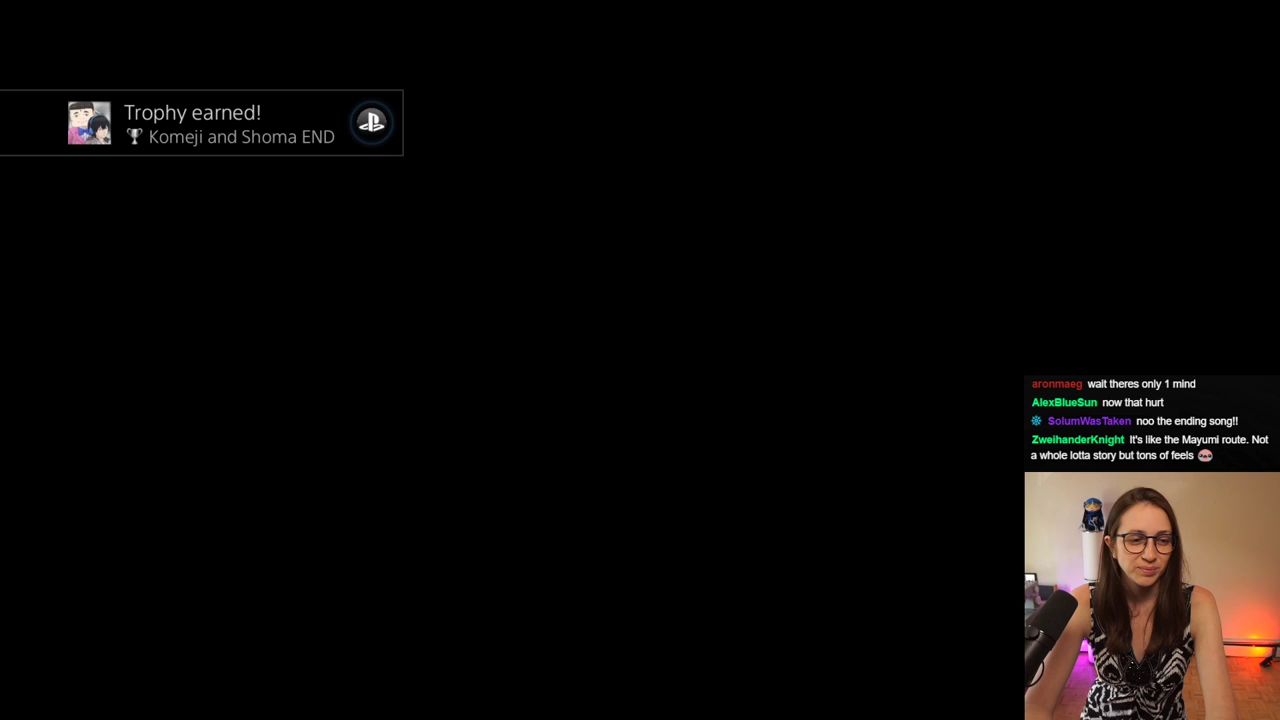 Trophy earned!
Komeji and Shoma END
aronmaeg wait theres only 1 mind
AlexBlueSun now that hurt
SolumWasTaken noo the ending song!!
ZweihanderKnight It's like the Mayumi route. Not
a whole lotta story but tons of feels